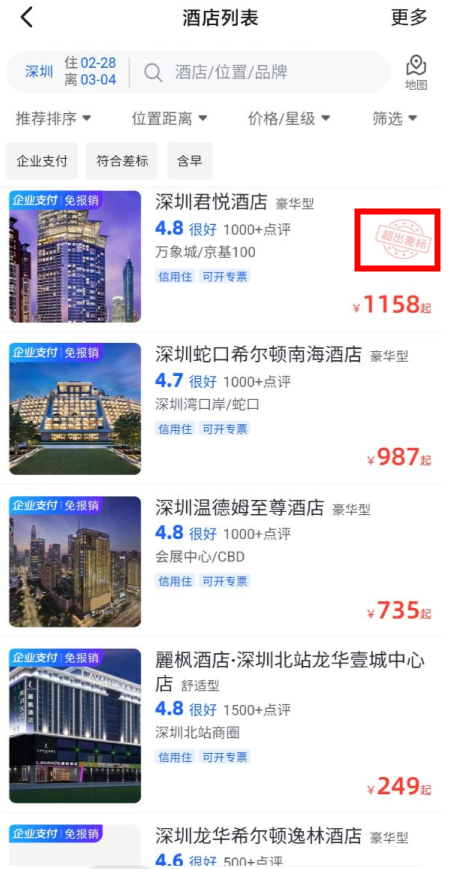 酒店列表
更多
深圳
住 02-28
离 03-04
酒店/位置/品牌
地图
推荐排序
位置距离
价格/星级
筛选
企业支付
符合差标
含早
企业支付 免报销
深圳君悦酒店 豪华型
4.8 很好 1000+点评
超出差标
万象城/京基100
信用住 可开专票
¥1158起
企业支付 免报销
深圳蛇口希尔顿南海酒店 豪华型
4.7 很好 1000+点评
深圳湾口岸/蛇口
信用住 可开专票
¥987起
企业支付 免报销
深圳温德姆至尊酒店 豪华型
4.8 很好 1000+点评
会展中心/CBD
信用住 可开专票
¥735起
企业支付 免报销
麗枫酒店·深圳北站龙华壹城中心
店 舒适型
4.8 很好 1500+点评
深圳北站商圈
信用住 可开专票
麗枫酒店
LAVANDE
¥249起
企业支付 免报销
深圳龙华希尔顿逸林酒店 豪华型
4.6 很好 500+点评